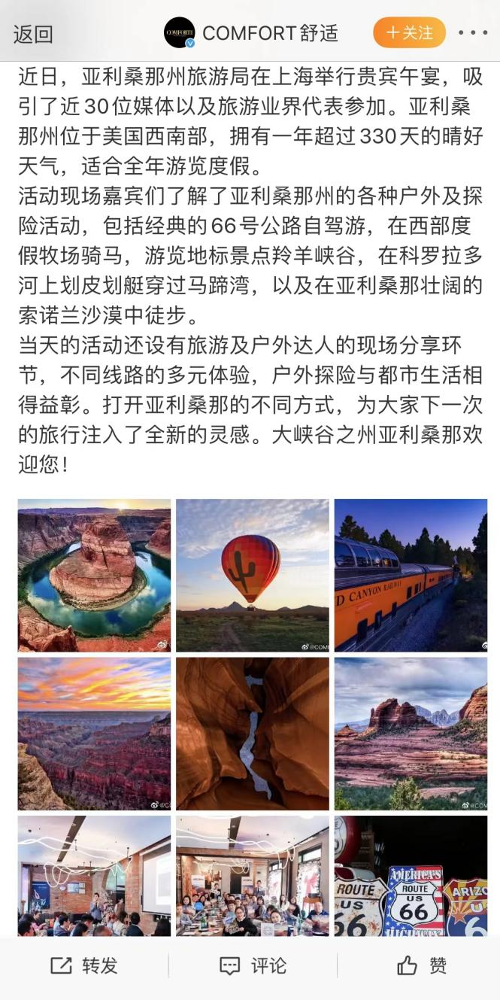 返回
COMFORT
COMFORT舒适
+关注
近日，亚利桑那州旅游局在上海举行贵宾午宴，吸
引了近30位媒体以及旅游业界代表参加。亚利桑
那州位于美国西南部，拥有一年超过330天的晴好
天气，适合全年游览度假。
活动现场嘉宾们了解了亚利桑那州的各种户外及探
险活动，包括经典的66号公路自驾游，在西部度
假牧场骑马，游览地标景点羚羊峡谷，在科罗拉多
河上划皮划艇穿过马蹄湾，以及在亚利桑那壮阔的
索诺兰沙漠中徒步。
当天的活动还设有旅游及户外达人的现场分享环
节，不同线路的多元体验，户外探险与都市生活相
得益彰。打开亚利桑那的不同方式，为大家下一次
的旅行注入了全新的灵感。大峡谷之州亚利桑那欢
迎您！
@COM
D CANYON RAILWAY
@CO
@COM
ROUTE
US
66
AMERICA'S
ROUTE
US
66
HIGHWAY
ARIZO
U
6
转发
评论
赞